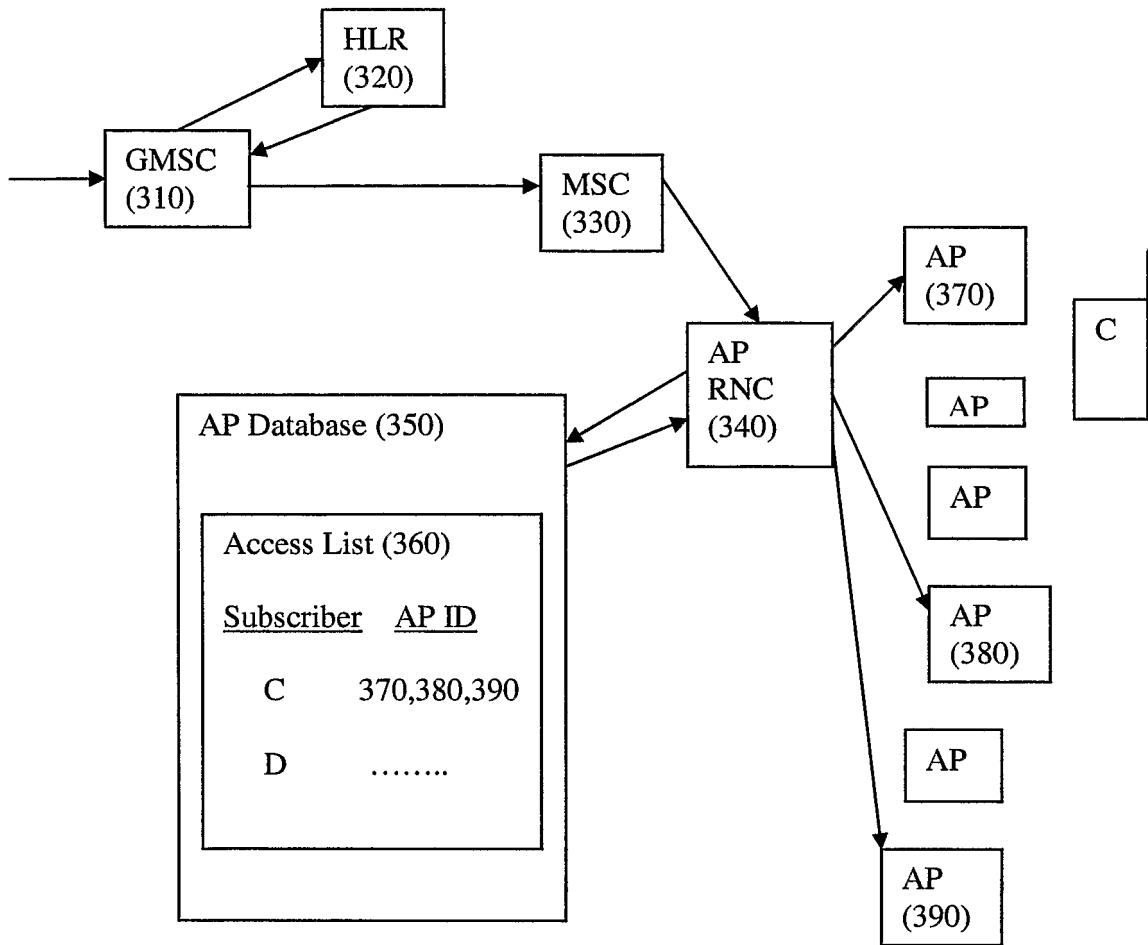 HLR
(320)
GMSC
(310)
MSC
(330)
AP
(370)
C
AP
RNC
(340)
AP
AP Database (350)
AP
Access List (360)
Subscriber AP ID
AP
(380)
C 370,380,390
AP
D ........
AP
(390)